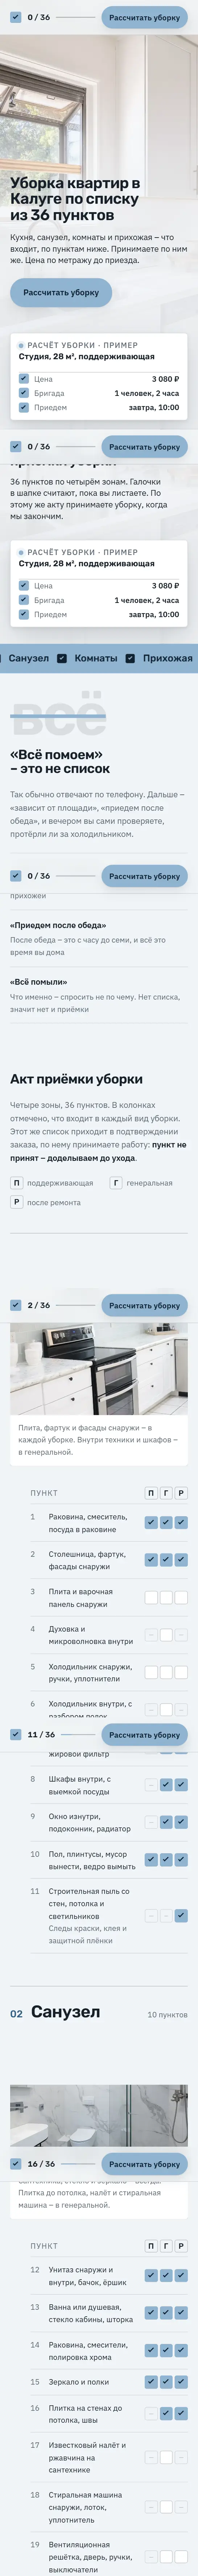 0 / 36
Рассчитать уборку
Уборка квартир в
Калуге по списку
из 36 пунктов
Кухня, санузел, комнаты и прихожая – что
входит, по пунктам ниже. Принимаете по ним
же. Цена по метражу до приезда.
Рассчитать уборку
РАСЧЁТ УБОРКИ · ПРИМЕР
Студия, 28 м², поддерживающая
Цена 3 080 ₽
Бригада 1 человек, 2 часа
Приедем завтра, 10:00
0 / 36
Рассчитать уборку
36 пунктов по четырём зонам. Галочки
в шапке считают, пока вы листаете. По
этому же акту принимаете уборку, когда
мы закончим.
РАСЧЁТ УБОРКИ · ПРИМЕР
Студия, 28 м², поддерживающая
Цена 3 080 ₽
Бригада 1 человек, 2 часа
Приедем завтра, 10:00
Санузел Комнаты Прихожая
всё
«Всё помоем»
– это не список
Так обычно отвечают по телефону. Дальше –
«зависит от площади», «приедем после
обеда», и вечером вы сами проверяете,
протёрли ли за холодильником.
0 / 36
Рассчитать уборку
прихожей
«Приедем после обеда»
После обеда – это с часу до семи, и всё это
время вы дома
«Всё помыли»
Что именно – спросить не по чему. Нет списка,
значит нет и приёмки
Акт приёмки уборки
Четыре зоны, 36 пунктов. В колонках
отмечено, что входит в каждый вид уборки.
Этот же список приходит в подтверждении
заказа, по нему принимаете работу: пункт не
принят – доделываем до ухода.
П поддерживающая Г генеральная
Р после ремонта
2 / 36
Рассчитать уборку
Плита, фартук и фасады снаружи – в
каждой уборке. Внутри техники и шкафов –
в генеральной.
ПУНКТ П Г Р
1 Раковина, смеситель,
посуда в раковине
2 Столешница, фартук,
фасады снаружи
3 Плита и варочная
панель снаружи
4 Духовка и
микроволновка внутри
5 Холодильник снаружи,
ручки, уплотнители
6 Холодильник внутри, с
разбором полок
11 / 36
Рассчитать уборку
жировой фильтр
8 Шкафы внутри, с
выемкой посуды
9 Окно изнутри,
подоконник, радиатор
10 Пол, плинтусы, мусор
вынести, ведро вымыть
11 Строительная пыль со
стен, потолка и
светильников
Следы краски, клея и
защитной плёнки
02 Санузел 10 пунктов
16 / 36
Рассчитать уборку
Плитка до потолка, налёт и стиральная
машина – в генеральной.
ПУНКТ П Г Р
12 Унитаз снаружи и
внутри, бачок, ёршик
13 Ванна или душевая,
стекло кабины, шторка
14 Раковина, смесители,
полировка хрома
15 Зеркало и полки
16 Плитка на стенах до
потолка, швы
17 Известковый налёт и
ржавчина на
сантехнике
18 Стиральная машина
снаружи, лоток,
уплотнитель
19 Вентиляционная
решётка, дверь, ручки,
выключатели